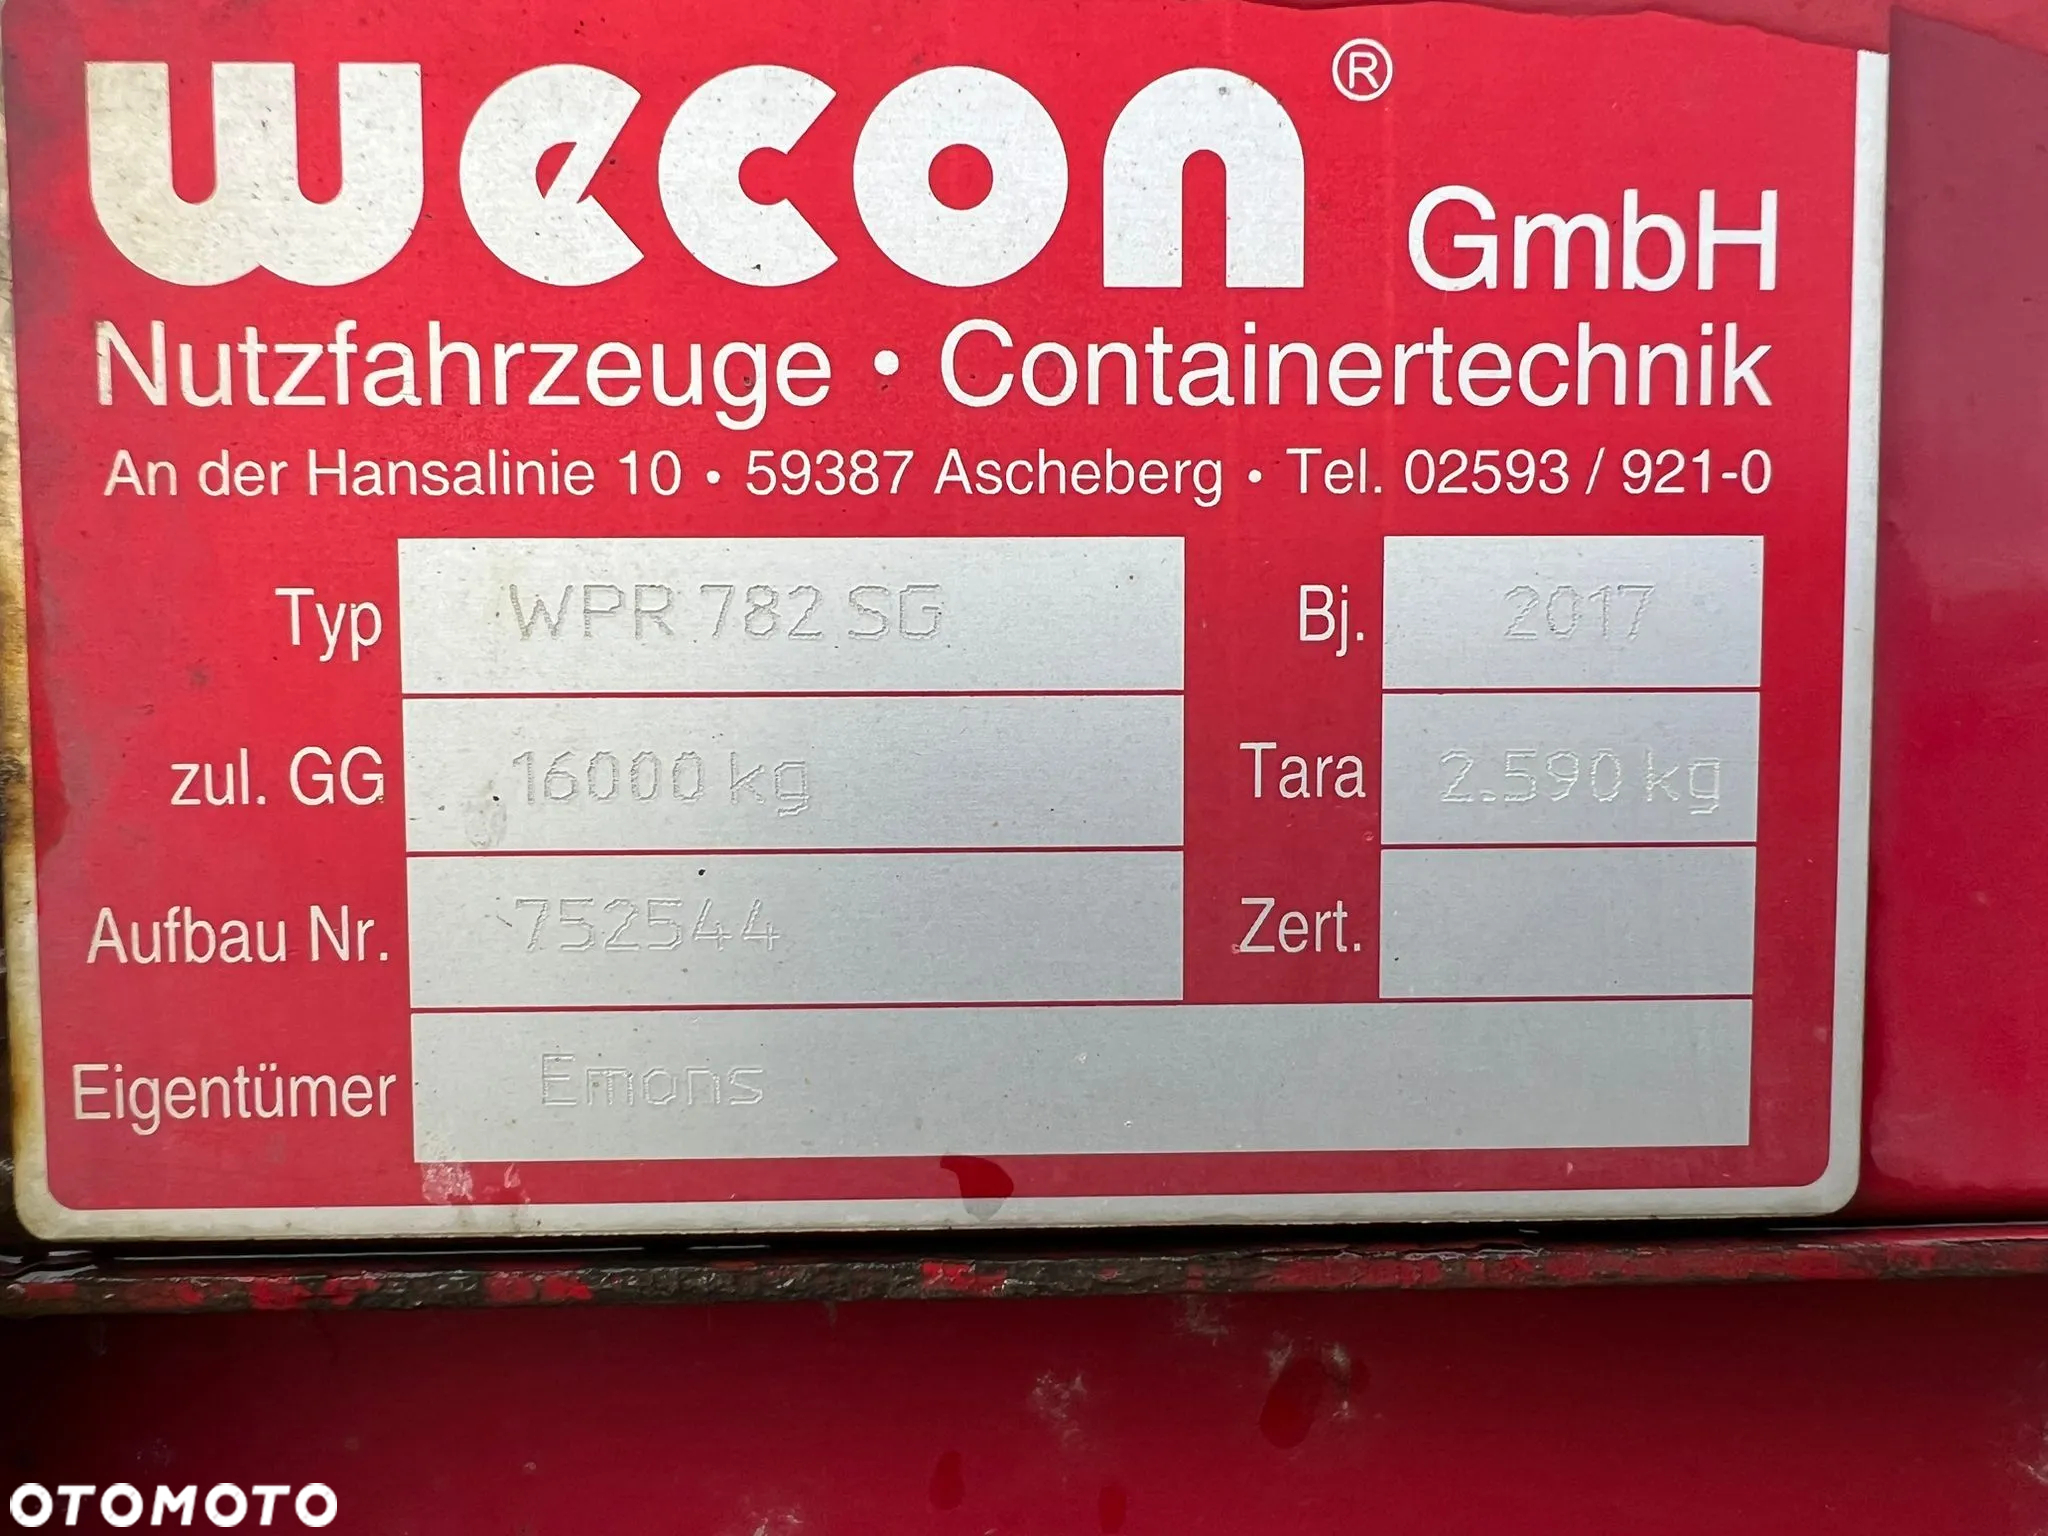 wecon® GmbH
Nutzfahrzeuge • Containertechnik
An der Hansalinie 10 • 59387 Ascheberg • Tel. 02593 / 921-0
Typ WPR 782 SG Bj. 2017
zul. GG 16000 kg Tara 2.590 kg
Aufbau Nr. 752544 Zert.
Eigentümer Emons
OTOMOTO